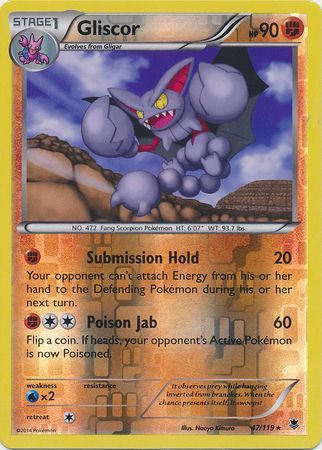 STAGE1
Gliscor
HP90
Evolves from Gligar
NO. 472 Fang Scorpion Pokémon HT: 6'07" WT: 93.7 lbs.
Submission Hold 20
Your opponent can't attach Energy from his or her
hand to the Defending Pokémon during his or her
next turn.
Poison Jab 60
Flip a coin. If heads, your opponent's Active Pokémon
is now Poisoned.
weakness
resistance
×2
retreat
It observes prey while hanging
inverted from branches. When the
chance presents itself, it swoops!
©2014 Pokémon
Illus. Naoyo Kimura
47/119